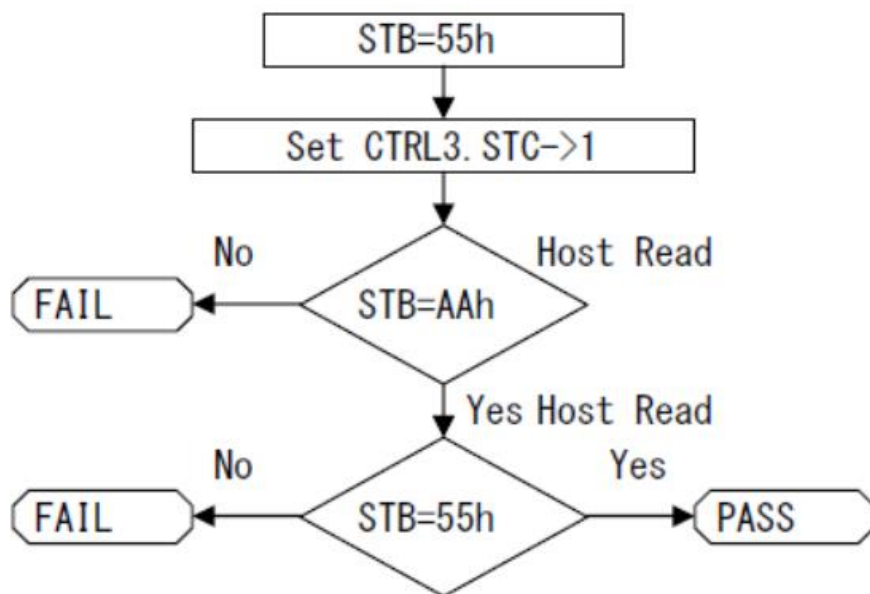 STB=55h
Set CTRL3.STC->1
No
Host Read
FAIL
STB=AAh
Yes Host Read
No
Yes
FAIL
STB=55h
PASS